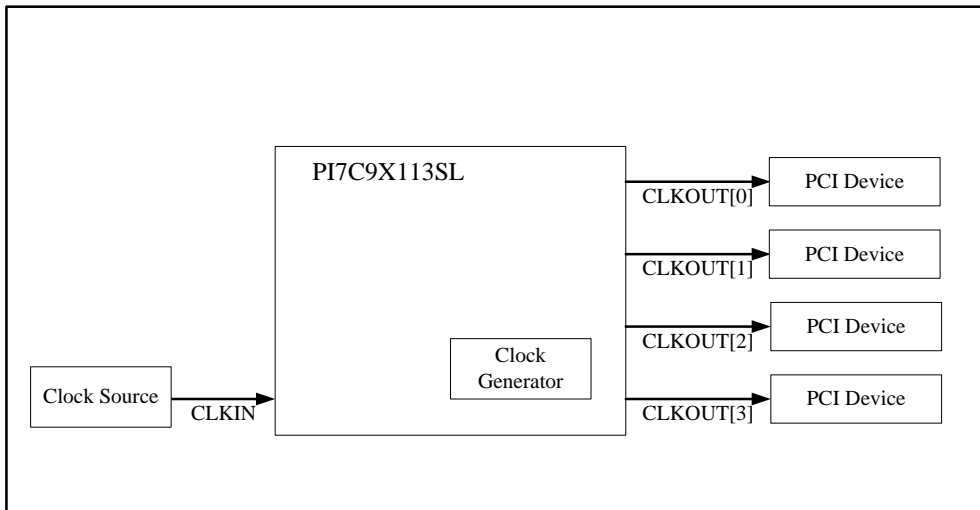 PI7C9X113SL
PCI Device
CLKOUT[0]
PCI Device
CLKOUT[1]
PCI Device
CLKOUT[2]
Clock
Generator
Clock Source
CLKIN
PCI Device
CLKOUT[3]